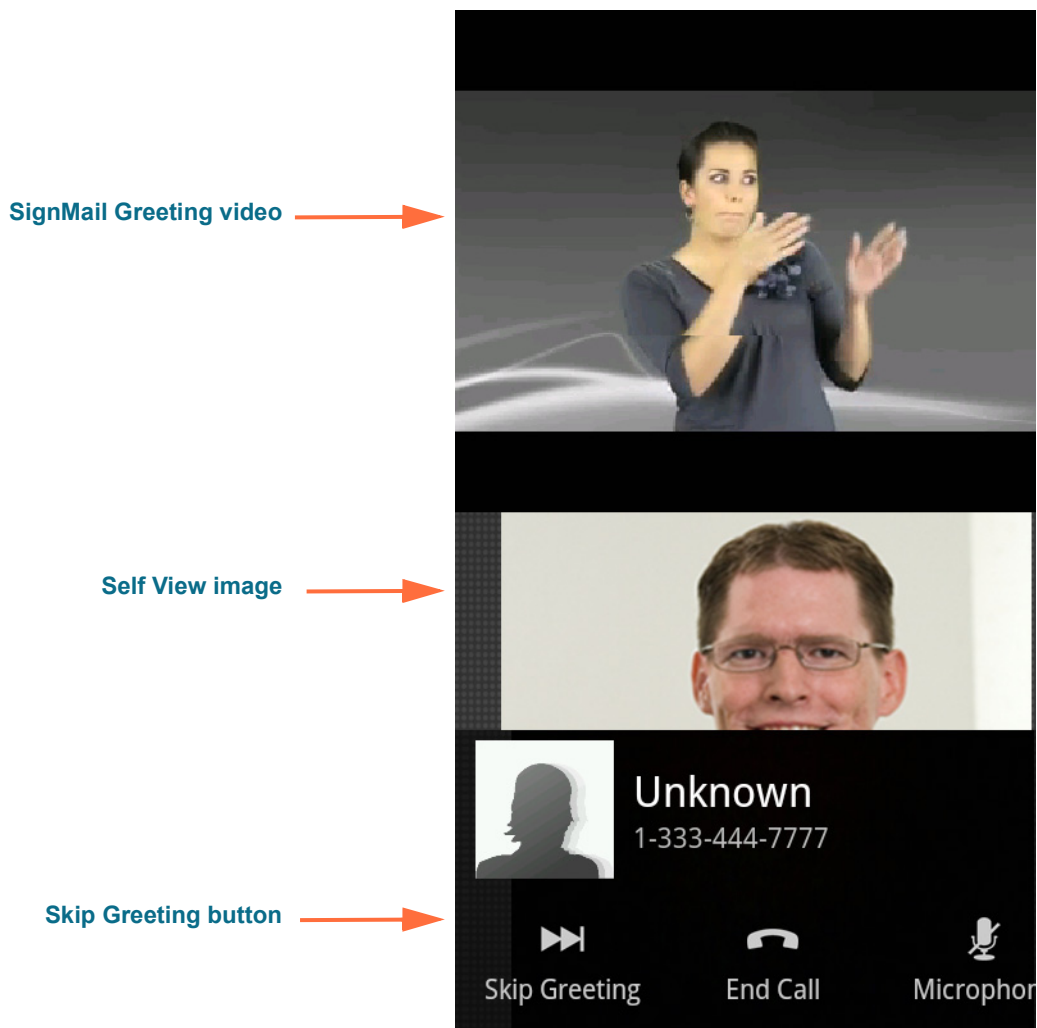 SignMail Greeting video
Self View image
Unknown
1-333-444-7777
Skip Greeting button
Skip Greeting
End Call
Microphon